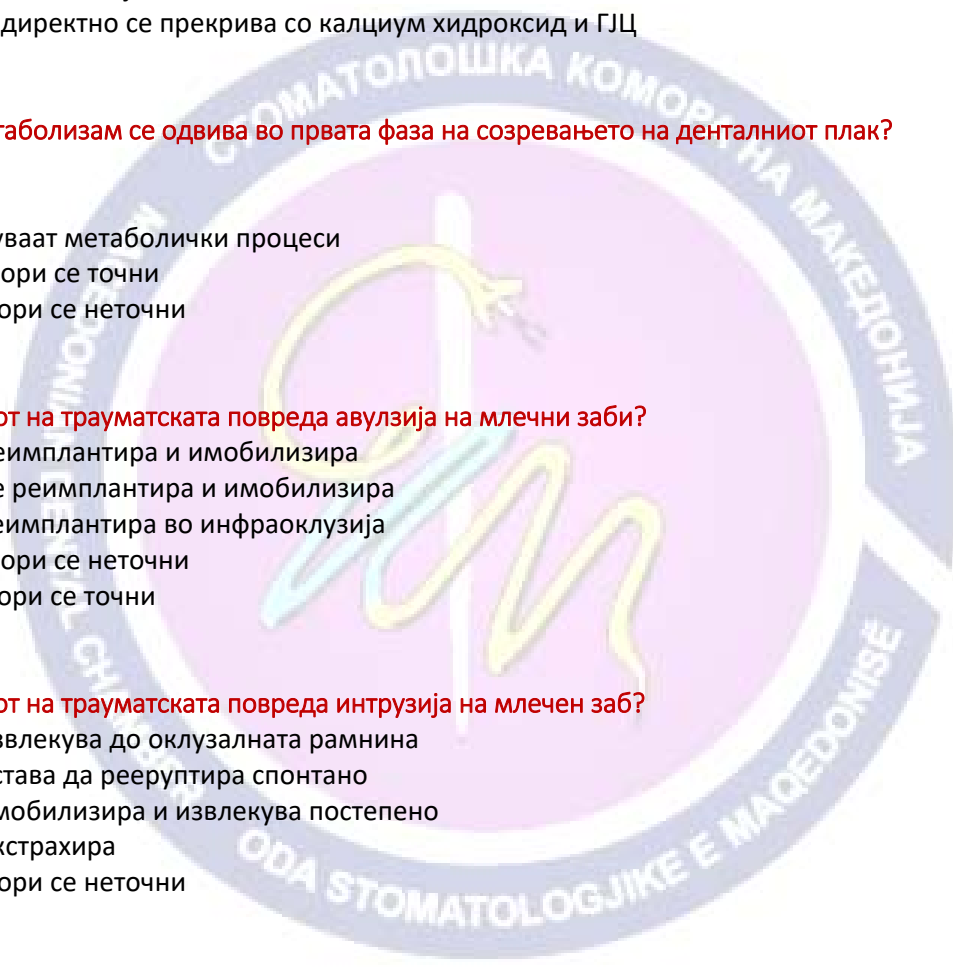 директно се прекрива со калциум хидроксид и ГЈЦ
таболизам се одвива во првата фаза на созревањето на денталниот плак?
уваат метаболички процеси
ори се точни
ори се неточни
от на трауматската повреда авулзија на млечни заби?
еимплантира и имобилизира
е реимплантира и имобилизира
еимплантира во инфраоклузија
ори се неточни
ори се точни
от на трауматската повреда интрузија на млечен заб?
звлекува до оклузалната рамнина
става да рееруптира спонтано
мобилизира и извлекува постепено
кстрахира
ори се неточни
СТОМАТОЛОШКА КОМОРА НА МАКЕДОНИЈА
MACEDONIAN DENTAL CHAMBER
ODA STOMATOLOGJIKE E MAQEDONISË